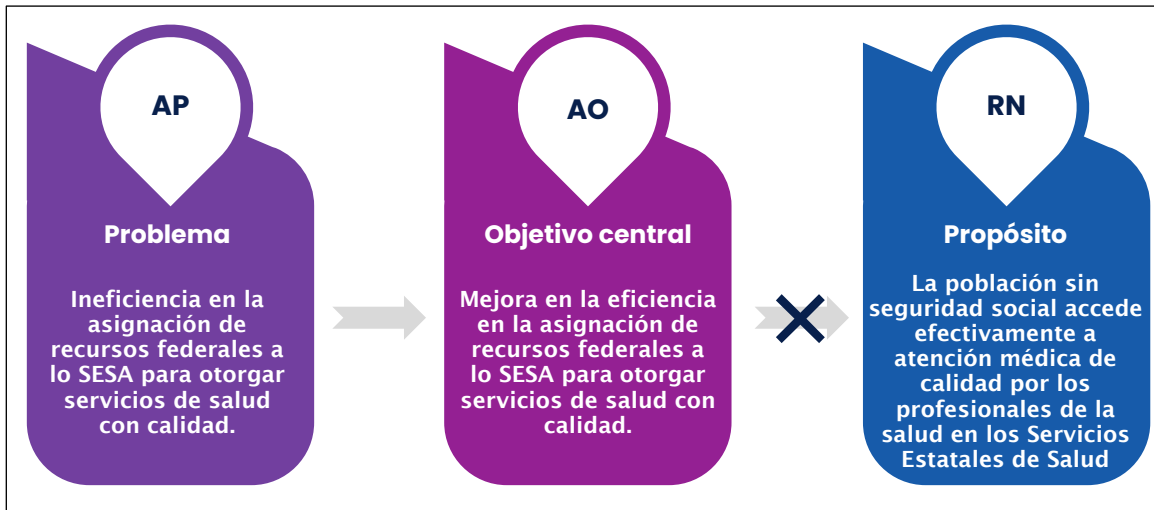 AP
Problema
Ineficiencia en la
asignación de
recursos federales a
lo SESA para otorgar
servicios de salud
con calidad.
AO
Objetivo central
Mejora en la eficiencia
en la asignación de
recursos federales a
lo SESA para otorgar
servicios de salud con
calidad.
RN
Propósito
La población sin
seguridad social accede
efectivamente a
atención médica de
calidad por los
profesionales de la
salud en los Servicios
Estatales de Salud